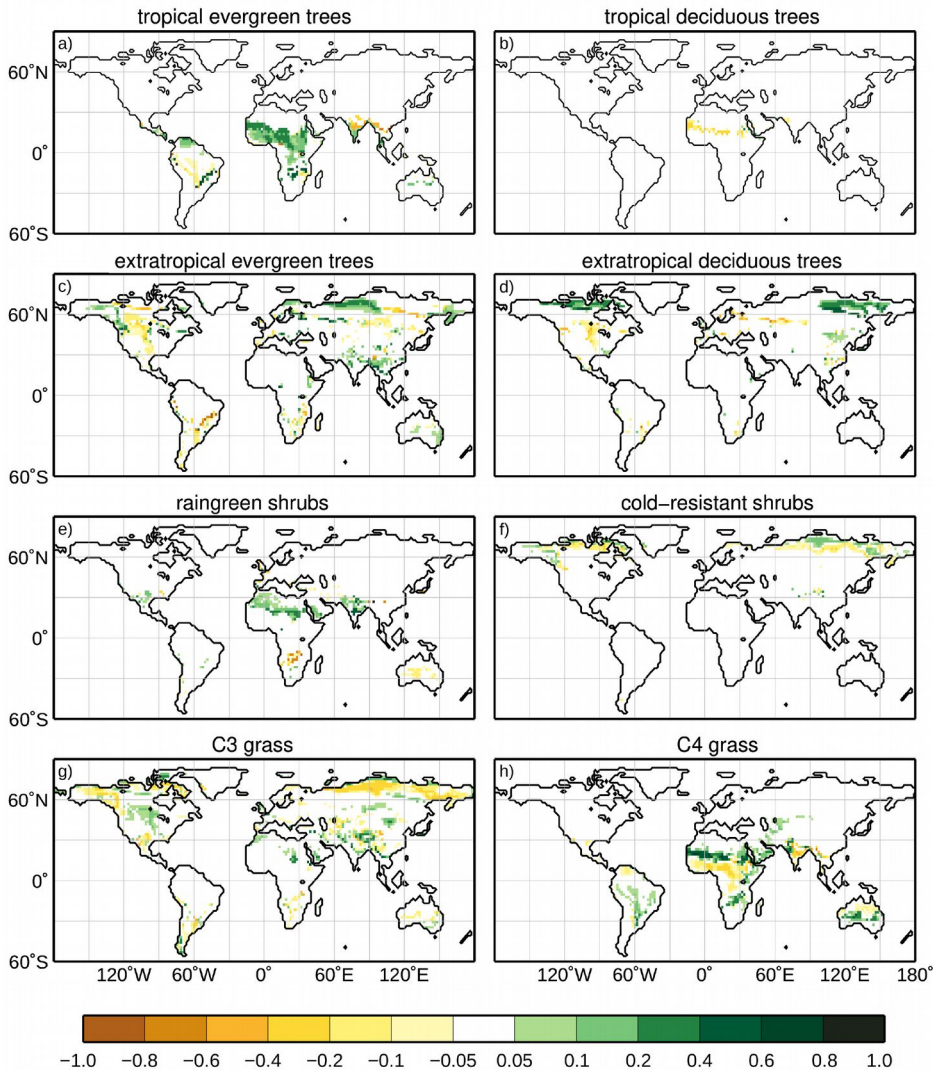 tropical evergreen trees
tropical deciduous trees
a)
b)
60˚N
0˚
60˚S
extratropical evergreen trees
extratropical deciduous trees
c)
d)
60˚N
0˚
60˚S
raingreen shrubs
cold−resistant shrubs
e)
f)
60˚N
0˚
60˚S
C3 grass
C4 grass
g)
h)
60˚N
0˚
60˚S
120˚W 60˚W 0˚ 60˚E 120˚E
120˚W 60˚W 0˚ 60˚E 120˚E 180˚
−1.0 −0.8 −0.6 −0.4 −0.2 −0.1 −0.05 0.05 0.1 0.2 0.4 0.6 0.8 1.0